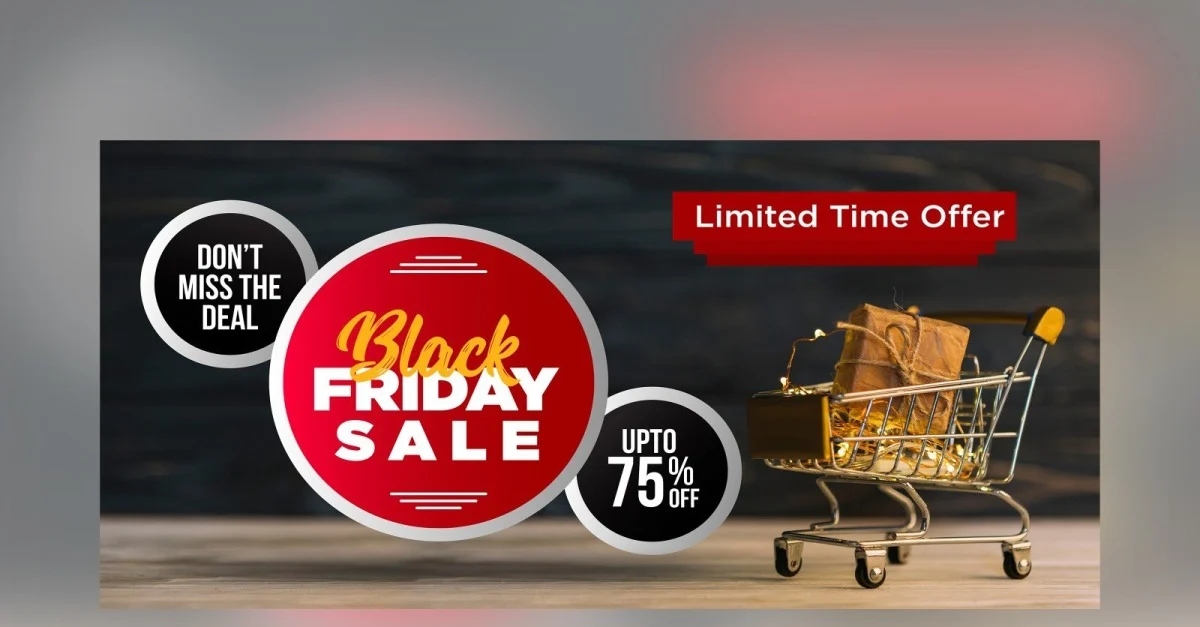 DON'T
MISS THE
DEAL
Black
FRIDAY
SALE
UPTO
75%
OFF
Limited Time Offer